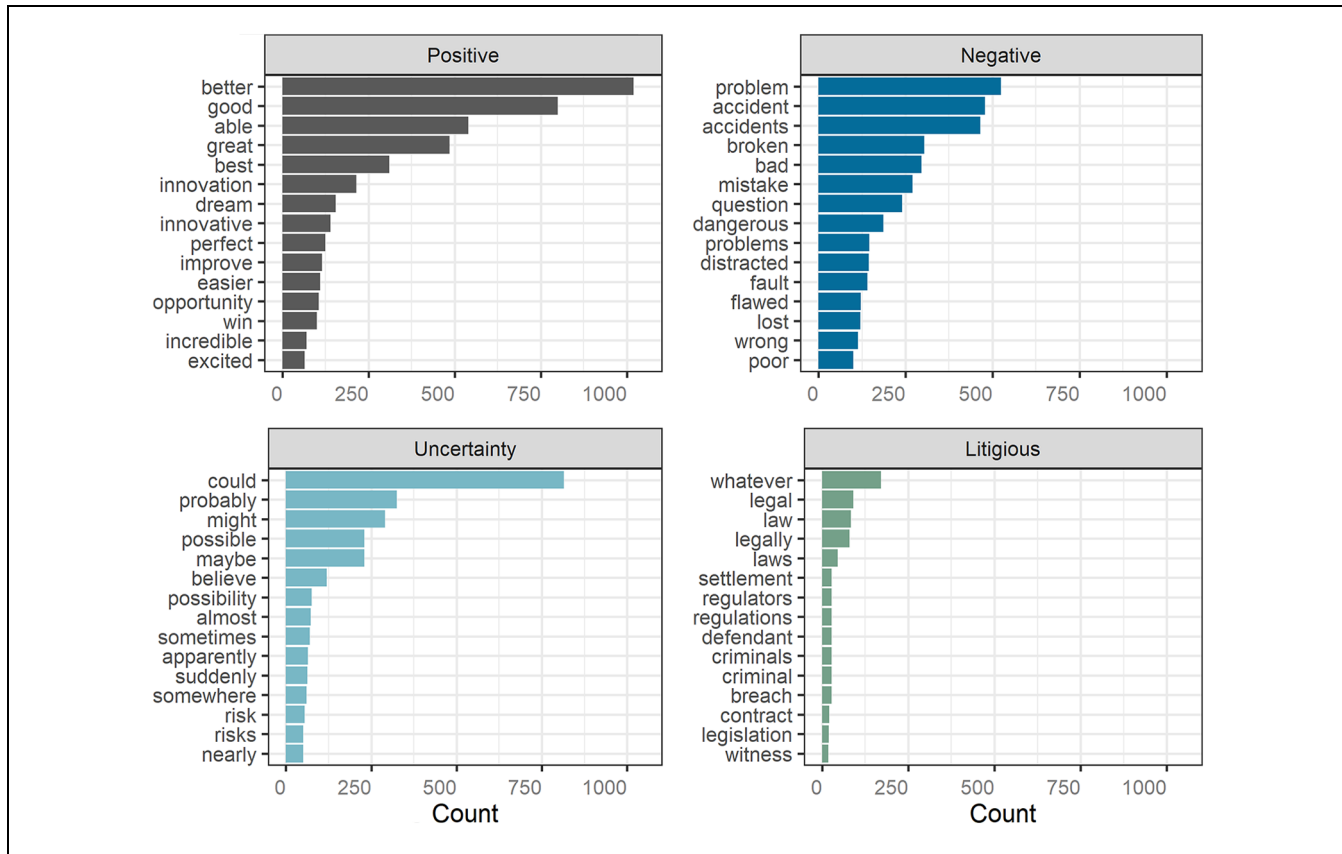 Positive
better
good
able
great
best
innovation
dream
innovative
perfect
improve
easier
opportunity
win
incredible
excited
0 250 500 750 1000
Negative
problem
accident
accidents
broken
bad
mistake
question
dangerous
problems
distracted
fault
flawed
lost
wrong
poor
0 250 500 750 1000
Uncertainty
could
probably
might
possible
maybe
believe
possibility
almost
sometimes
apparently
suddenly
somewhere
risk
risks
nearly
0 250 500 750 1000
Count
Litigious
whatever
legal
law
legally
laws
settlement
regulators
regulations
defendant
criminals
criminal
breach
contract
legislation
witness
0 250 500 750 1000
Count